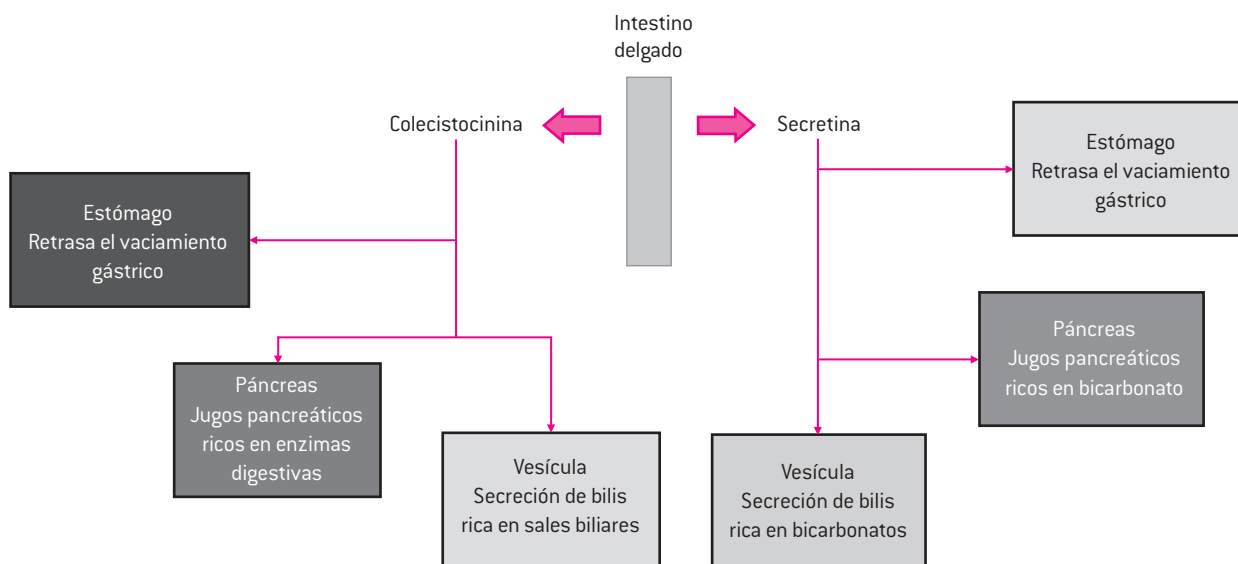 Intestino
delgado
Colecistocinina
Secretina
Estómago
Retrasa el vaciamiento
gástrico
Estómago
Retrasa el vaciamiento
gástrico
Páncreas
Jugos pancreáticos
ricos en bicarbonato
Páncreas
Jugos pancreáticos
ricos en enzimas
digestivas
Vesícula
Secreción de bilis
rica en sales biliares
Vesícula
Secreción de bilis
rica en bicarbonatos